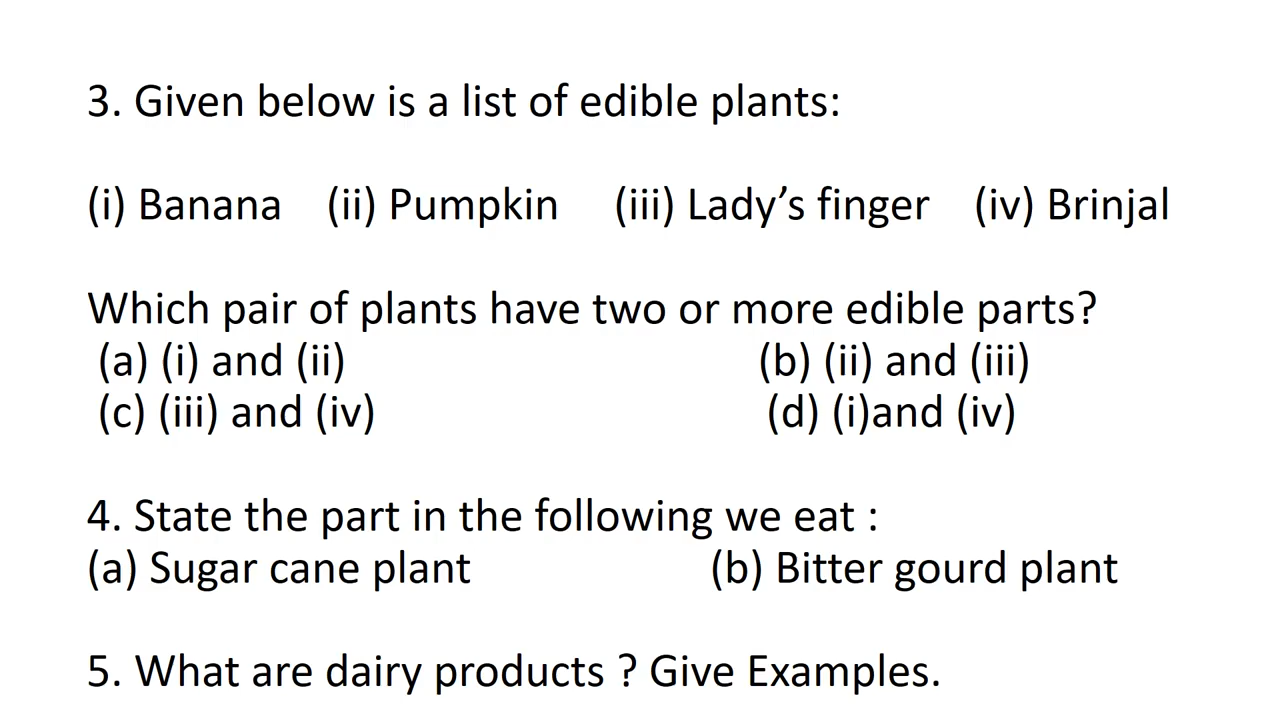 3. Given below is a list of edible plants:
(i) Banana (ii) Pumpkin (iii) Lady’s finger (iv) Brinjal
Which pair of plants have two or more edible parts?
(a) (i) and (ii) (b) (ii) and (iii)
(c) (iii) and (iv) (d) (i)and (iv)
4. State the part in the following we eat :
(a) Sugar cane plant (b) Bitter gourd plant
5. What are dairy products ? Give Examples.